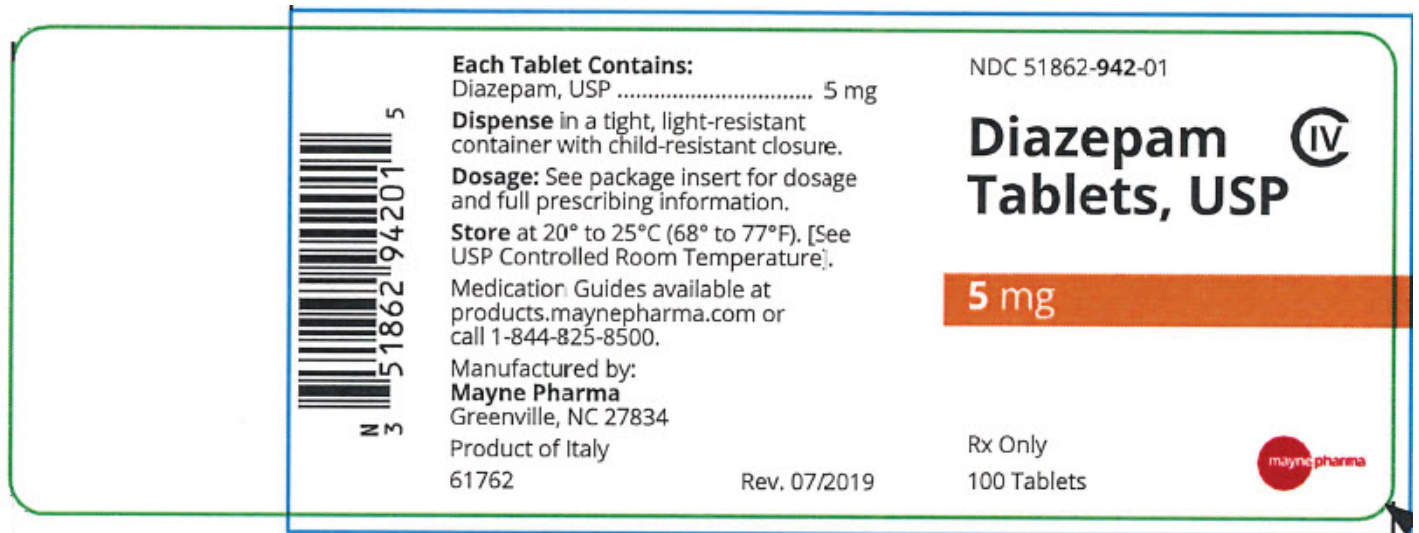 Each Tablet Contains:
Diazepam, USP ................................ 5 mg
Dispense in a tight, light-resistant
container with child-resistant closure.
Dosage: See package insert for dosage
and full prescribing information.
Store at 20° to 25°C (68° to 77°F). [See
USP Controlled Room Temperature].
Medication Guides available at
products.maynepharma.com or
call 1-844-825-8500.
Manufactured by:
Mayne Pharma
Greenville, NC 27834
Product of Italy
61762 Rev. 07/2019
N 3 51862 94201 5
NDC 51862-942-01
Diazepam
Tablets, USP
CIV
5 mg
Rx Only
100 Tablets
mayne pharma